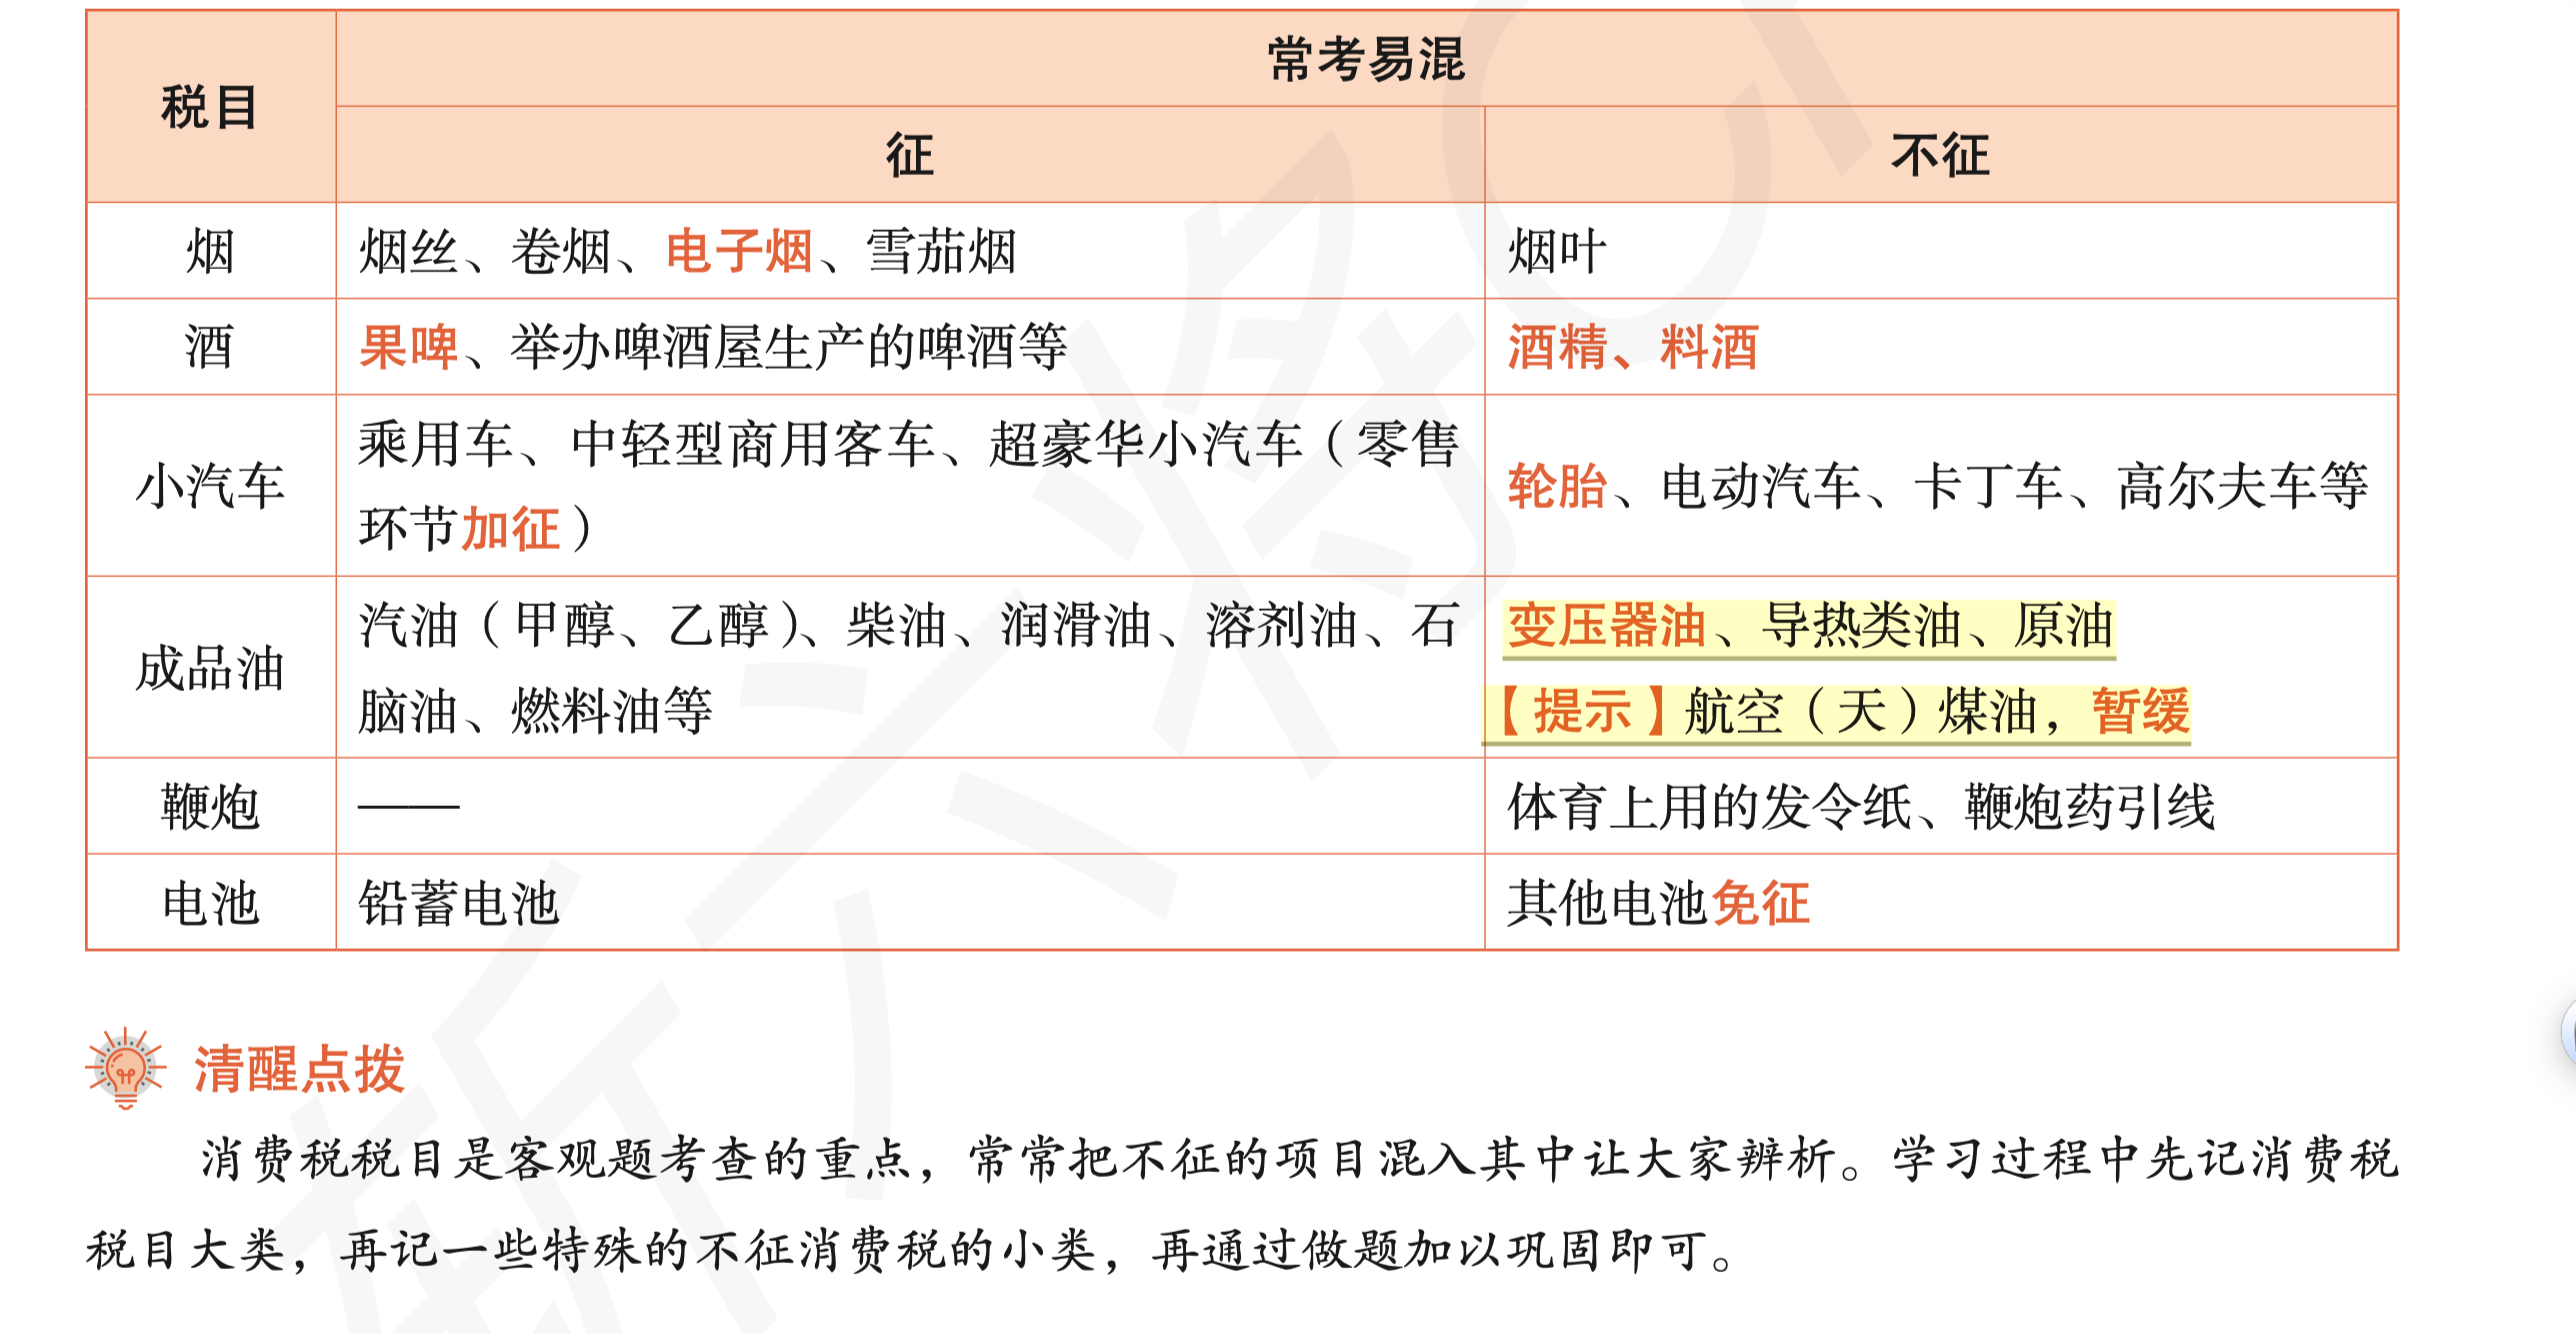 税目
常考易混
征
不征
烟
烟丝、卷烟、电子烟、雪茄烟
烟叶
酒
果啤、举办啤酒屋生产的啤酒等
酒精、料酒
小汽车
乘用车、中轻型商用客车、超豪华小汽车（零售
环节加征）
轮胎、电动汽车、卡丁车、高尔夫车等
成品油
汽油（甲醇、乙醇）、柴油、润滑油、溶剂油、石
脑油、燃料油等
变压器油、导热类油、原油
【提示】航空（天）煤油，暂缓
鞭炮
——
体育上用的发令纸、鞭炮药引线
电池
铅蓄电池
其他电池免征
清醒点拨
消费税税目是客观题考查的重点，常常把不征的项目混入其中让大家辨析。学习过程中先记消费税
税目大类，再记一些特殊的不征消费税的小类，再通过做题加以巩固即可。